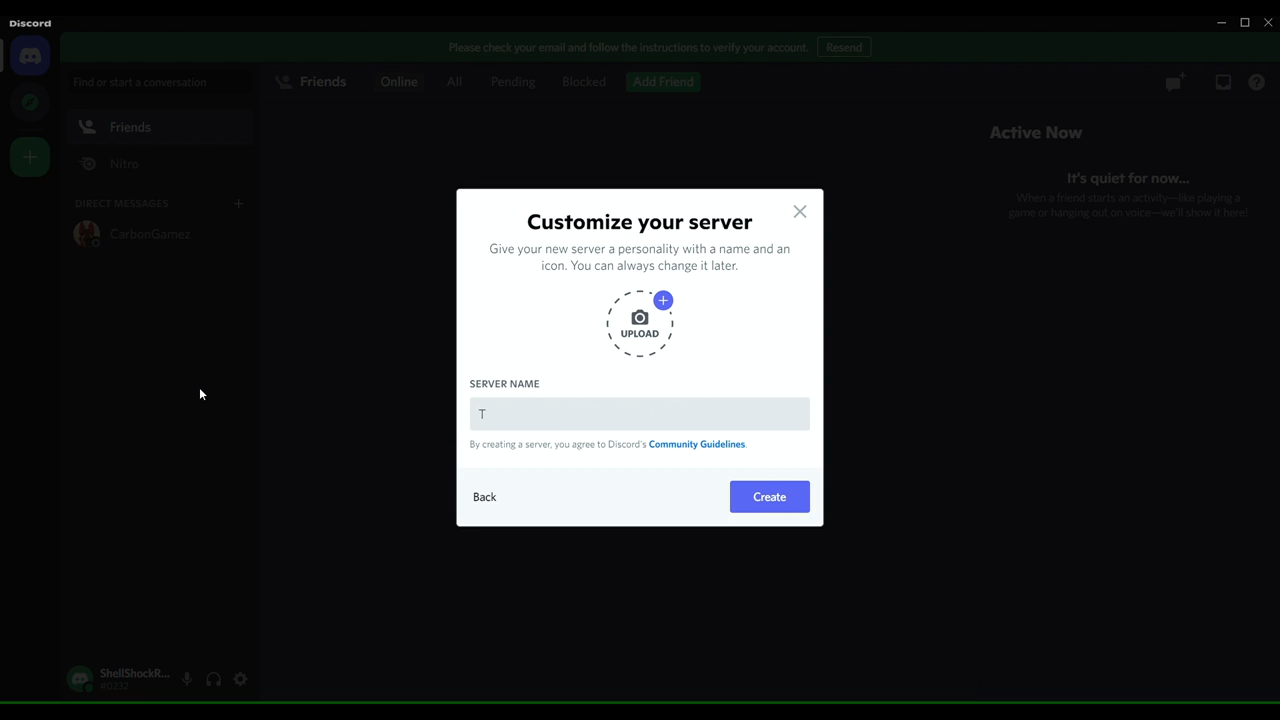 Discord
Please check your email and follow the instructions to verify your account.
Resend
Find or start a conversation
Friends
Online
All
Pending
Blocked
Add Friend
Friends
Nitro
DIRECT MESSAGES
CarbonGamez
Active Now
It's quiet for now...
When a friend starts an activity—like playing a
game or hanging out on voice—we'll show it here!
Customize your server
Give your new server a personality with a name and an
icon. You can always change it later.
UPLOAD
SERVER NAME
T
By creating a server, you agree to Discord's Community Guidelines.
Back
Create
ShellShockR...
#0232